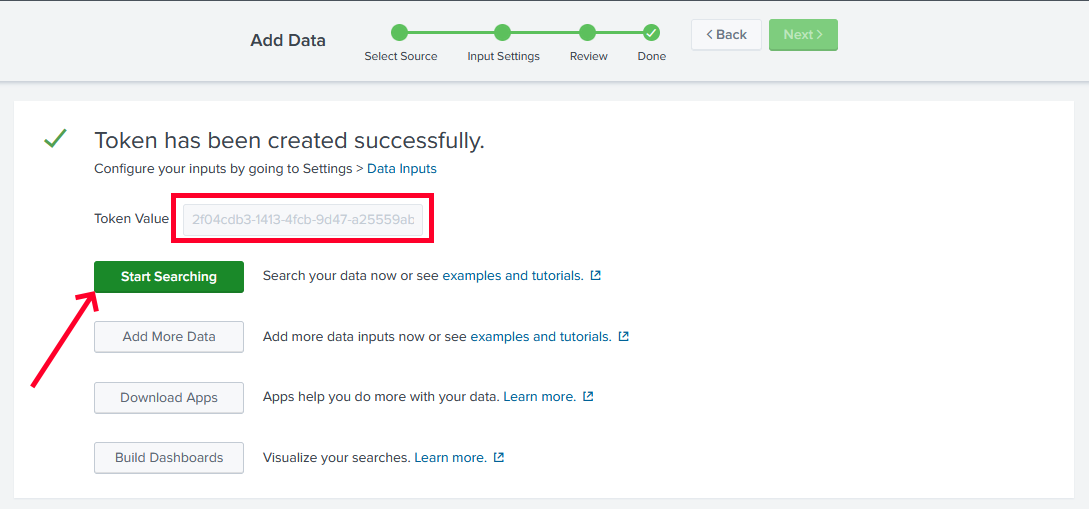 Add Data
Select Source
Input Settings
Review
Done
Back
Next
Token has been created successfully.
Configure your inputs by going to Settings > Data Inputs
Token Value
2f04cdb3-1413-4fcb-9d47-a25559ab
Start Searching
Search your data now or see examples and tutorials.
Add More Data
Add more data inputs now or see examples and tutorials.
Download Apps
Apps help you do more with your data. Learn more.
Build Dashboards
Visualize your searches. Learn more.